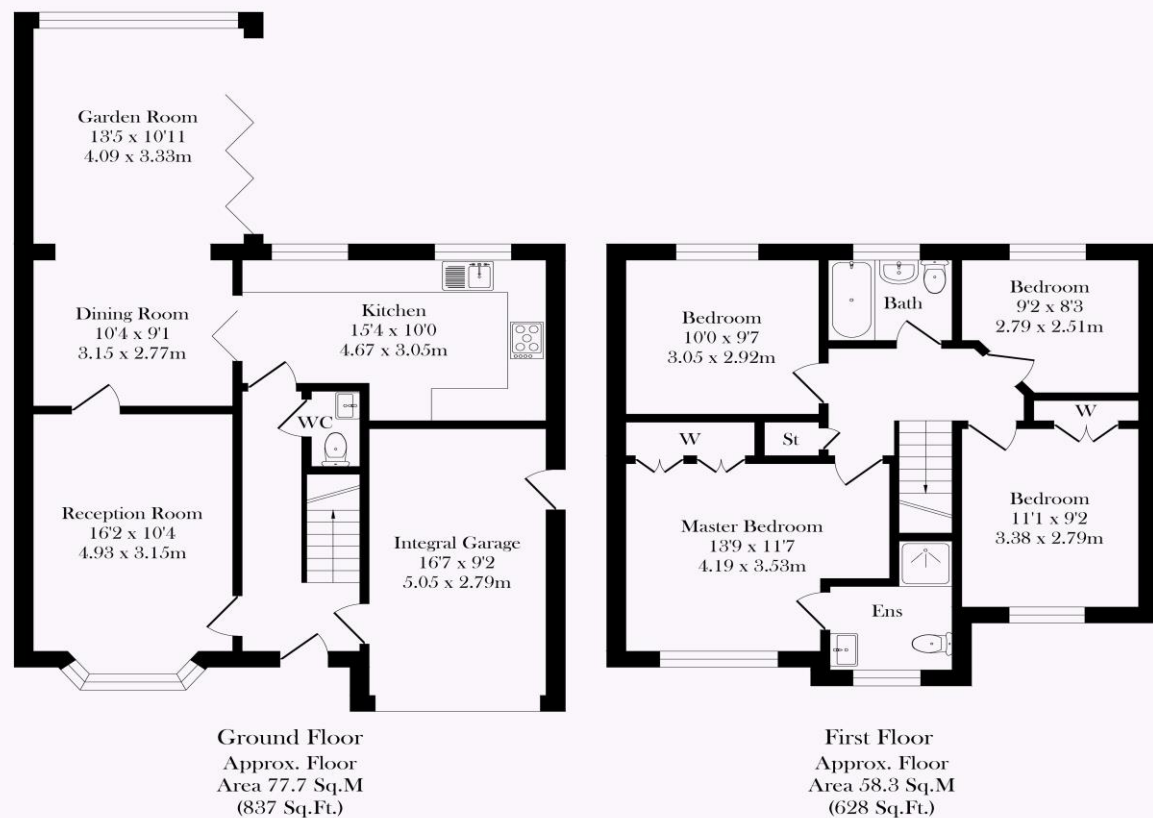 Garden Room
13'5 x 10'11
4.09 x 3.33m
Dining Room
10'4 x 9'1
3.15 x 2.77m
Kitchen
15'4 x 10'0
4.67 x 3.05m
WC
Reception Room
16'2 x 10'4
4.93 x 3.15m
Integral Garage
16'7 x 9'2
5.05 x 2.79m
Ground Floor
Approx. Floor
Area 77.7 Sq.M
(837 Sq.Ft.)
Bedroom
10'0 x 9'7
3.05 x 2.92m
Bath
Bedroom
9'2 x 8'3
2.79 x 2.51m
W
St
W
Master Bedroom
13'9 x 11'7
4.19 x 3.53m
Bedroom
11'1 x 9'2
3.38 x 2.79m
Ens
First Floor
Approx. Floor
Area 58.3 Sq.M
(628 Sq.Ft.)